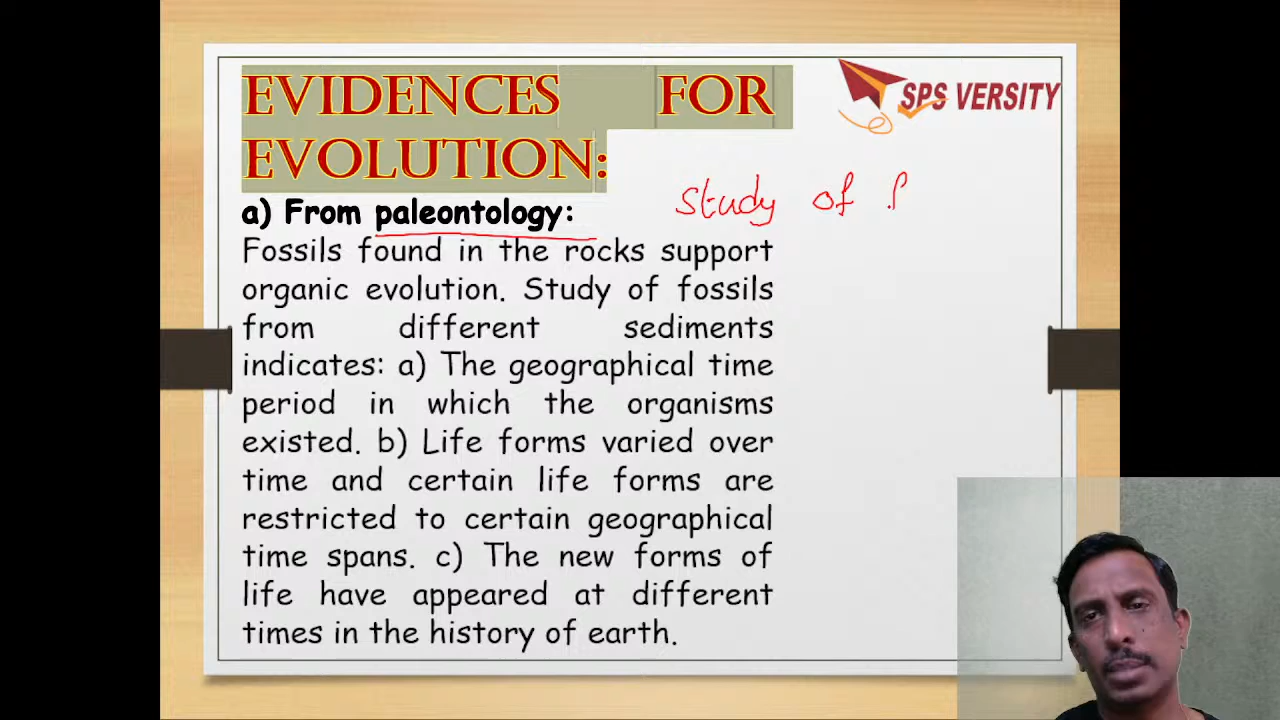 EVIDENCES FOR
EVOLUTION:
SPS VERSITY
a) From paleontology:
Study of
Fossils found in the rocks support
organic evolution. Study of fossils
from different sediments
indicates: a) The geographical time
period in which the organisms
existed. b) Life forms varied over
time and certain life forms are
restricted to certain geographical
time spans. c) The new forms of
life have appeared at different
times in the history of earth.